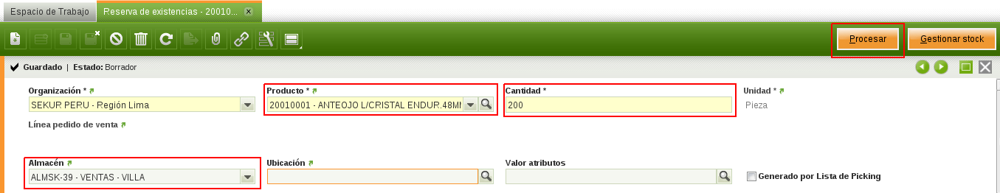 Espacio de Trabajo
Reserva de existencias - 20010...
Procesar
Gestionar stock
Guardado | Estado: Borrador
Organización *
Producto *
Cantidad *
Unidad *
SEKUR PERU - Región Lima
20010001 - ANTEOJO L/CRISTAL ENDUR.48MM
200
Pieza
Línea pedido de venta
Almacén
Ubicación
Valor atributos
ALMSK-39 - VENTAS - VILLA
Generado por Lista de Picking